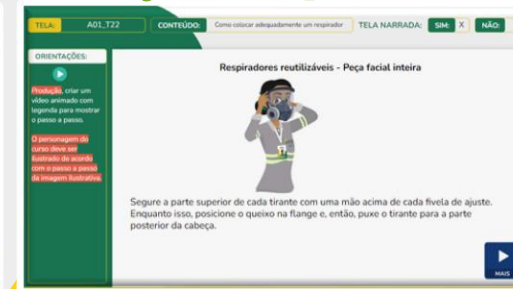 TELA: A01_T22 CONTEÚDO: Como colocar adequadamente um respirador TELA NARRADA: SIM: X NÃO:
ORIENTAÇÕES:
Produção, criar um
vídeo animado com
legenda para mostrar
o passo a passo.
O personagem do
curso deve ser
ilustrado de acordo
com o passo a passo
da imagem ilustrativa.
Respiradores reutilizáveis - Peça facial inteira
Segure a parte superior de cada tirante com uma mão acima de cada fivela de ajuste.
Enquanto isso, posicione o queixo na flange e, então, puxe o tirante para a parte
posterior da cabeça.
MAIS